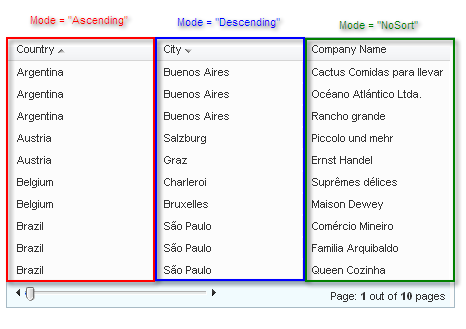 Mode = "Ascending" Mode = "Descending" Mode = "NoSort"
Country City Company Name
Argentina Buenos Aires Cactus Comidas para llevar
Argentina Buenos Aires Océano Atlántico Ltda.
Argentina Buenos Aires Rancho grande
Austria Salzburg Piccolo und mehr
Austria Graz Ernst Handel
Belgium Charleroi Suprêmes délices
Belgium Bruxelles Maison Dewey
Brazil São Paulo Comércio Mineiro
Brazil São Paulo Familia Arquibaldo
Brazil São Paulo Queen Cozinha
Page: 1 out of 10 pages